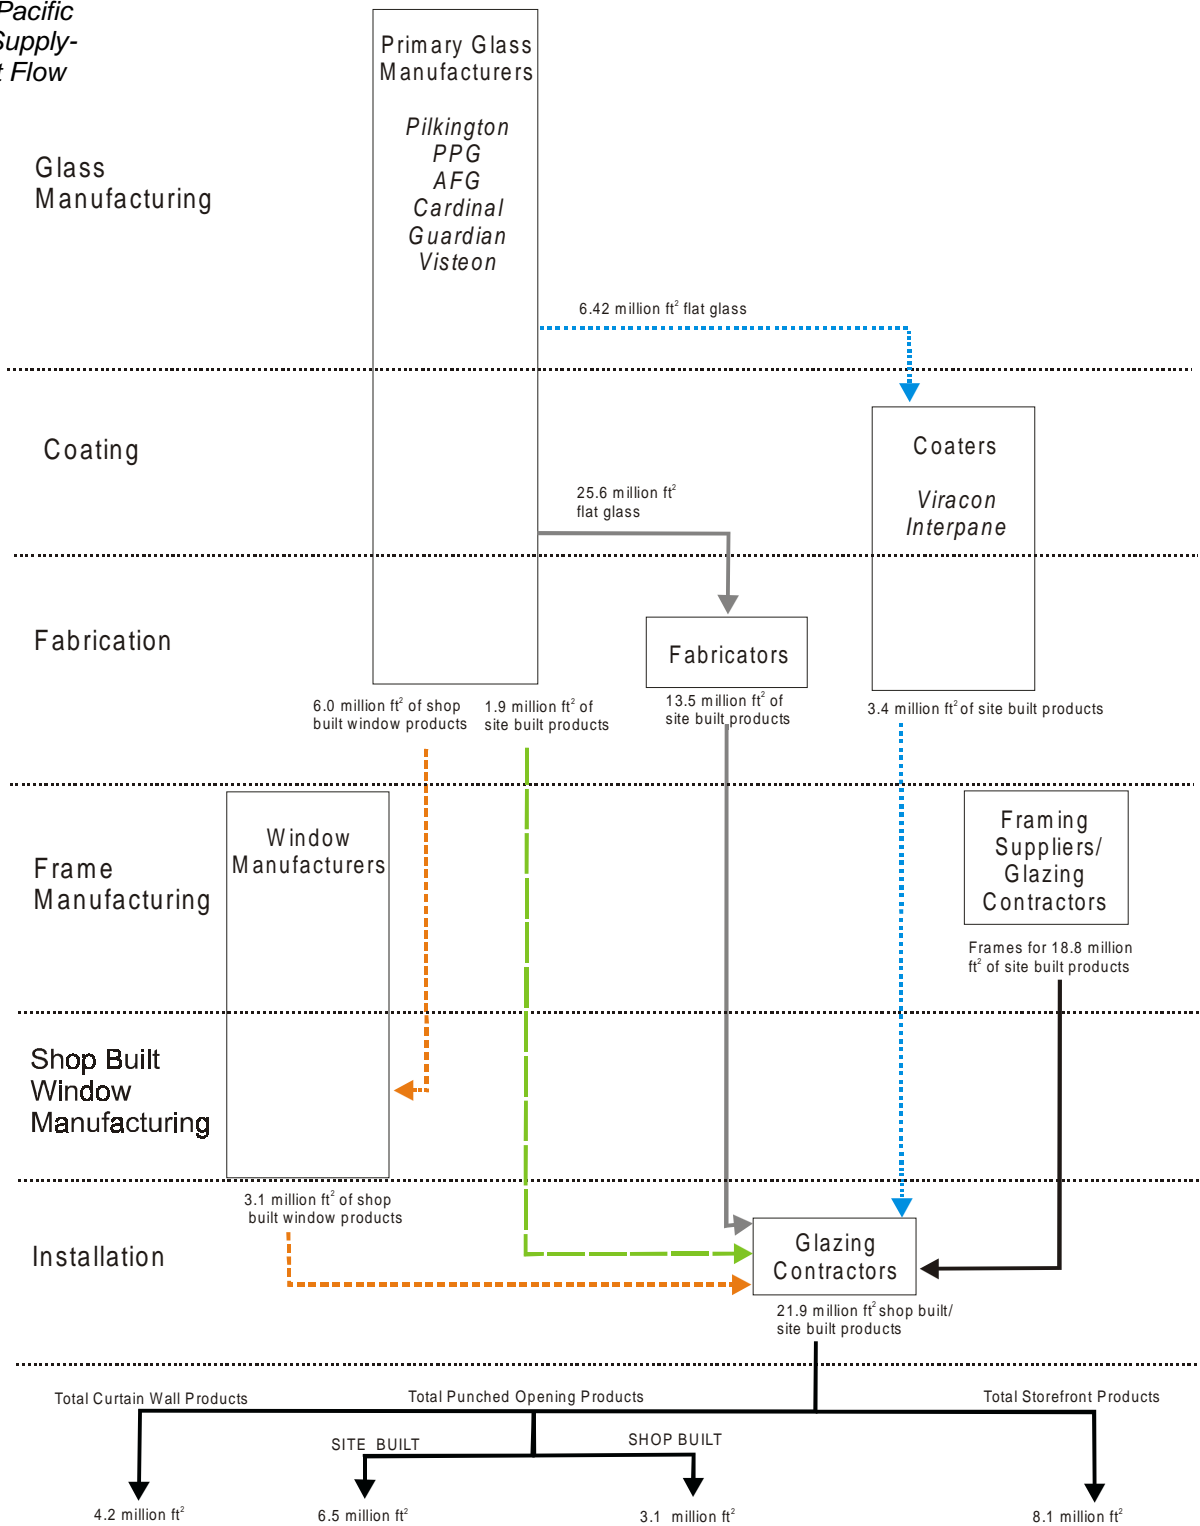 Pacific
Supply-
t Flow
Primary Glass
Manufacturers
Pilkington
PPG
AFG
Cardinal
Guardian
Visteon
Glass
Manufacturing
6.42 million ft² flat glass
Coating
Coaters
Viracon
Interpane
25.6 million ft²
flat glass
Fabrication
Fabricators
6.0 million ft² of shop
built window products
1.9 million ft² of
site built products
13.5 million ft² of
site built products
3.4 million ft² of site built products
Window
Manufacturers
Framing
Suppliers/
Glazing
Contractors
Frame
Manufacturing
Frames for 18.8 million
ft² of site built products
Shop Built
Window
Manufacturing
3.1 million ft² of shop
built window products
Installation
Glazing
Contractors
21.9 million ft² shop built/
site built products
Total Curtain Wall Products
Total Punched Opening Products
Total Storefront Products
SITE BUILT
SHOP BUILT
4.2 million ft²
6.5 million ft²
3.1 million ft²
8.1 million ft²